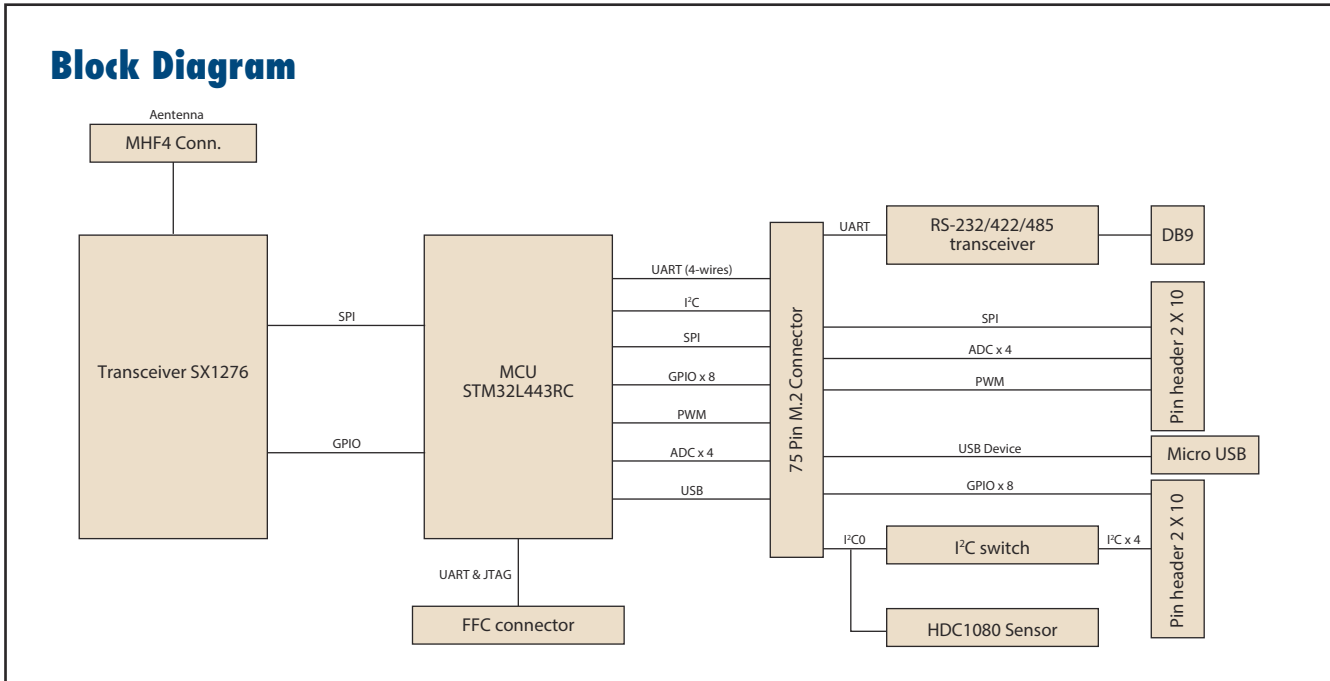 Block Diagram
Aentenna
MHF4 Conn.
Transceiver SX1276
SPI
GPIO
MCU
STM32L443RC
UART & JTAG
FFC connector
UART (4-wires)
I²C
SPI
GPIO x 8
PWM
ADC x 4
USB
75 Pin M.2 Connector
UART
RS-232/422/485
transceiver
DB9
SPI
ADC x 4
PWM
Pin header 2 X 10
USB Device
Micro USB
GPIO x 8
I²C0
I²C switch
I²C x 4
Pin header 2 X 10
HDC1080 Sensor